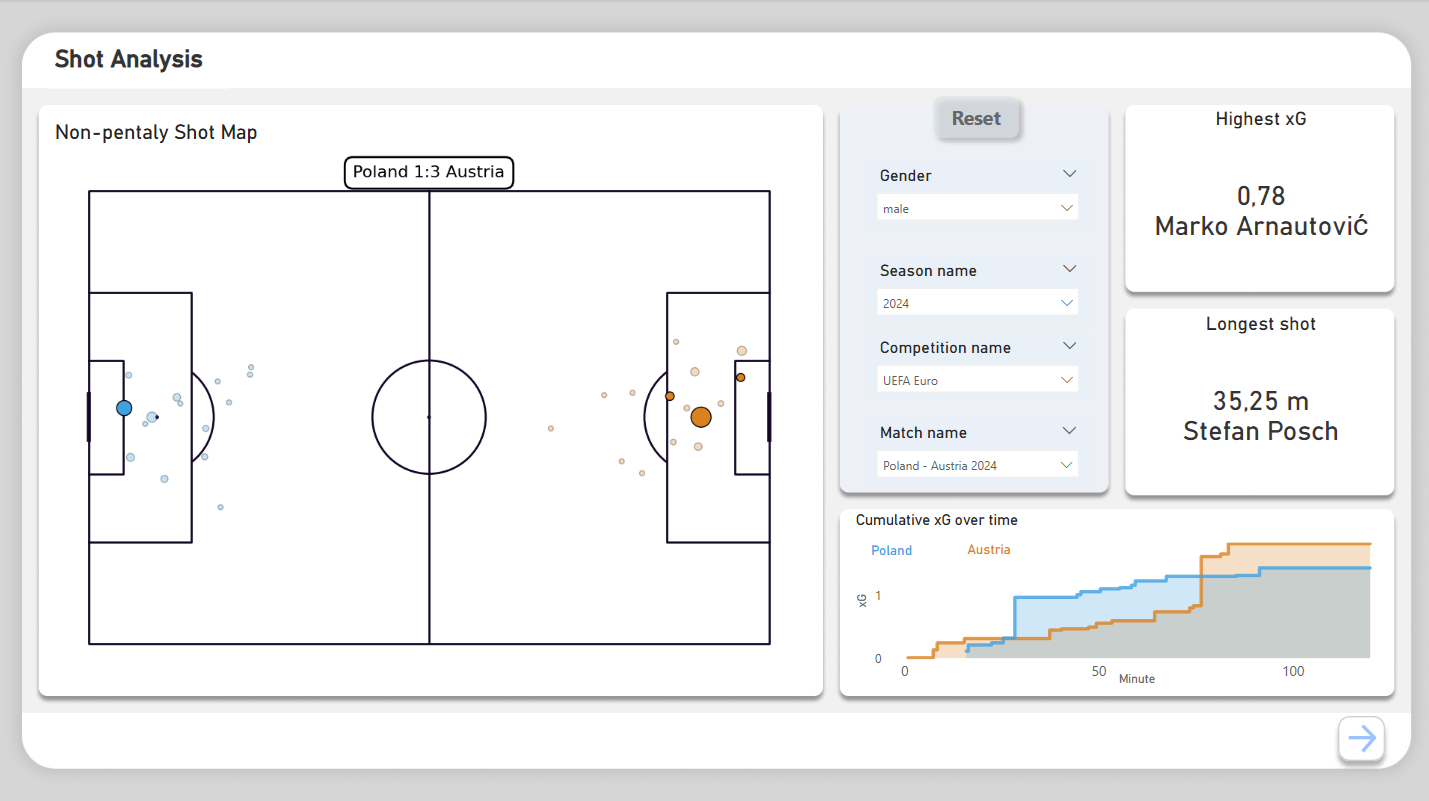 Shot Analysis
Non-pentaly Shot Map
Poland 1:3 Austria
Reset
Gender
male
Season name
2024
Competition name
UEFA Euro
Match name
Poland - Austria 2024
Highest xG
0,78
Marko Arnautović
Longest shot
35,25 m
Stefan Posch
Cumulative xG over time
Poland Austria
xG
1
0
0 50 100
Minute